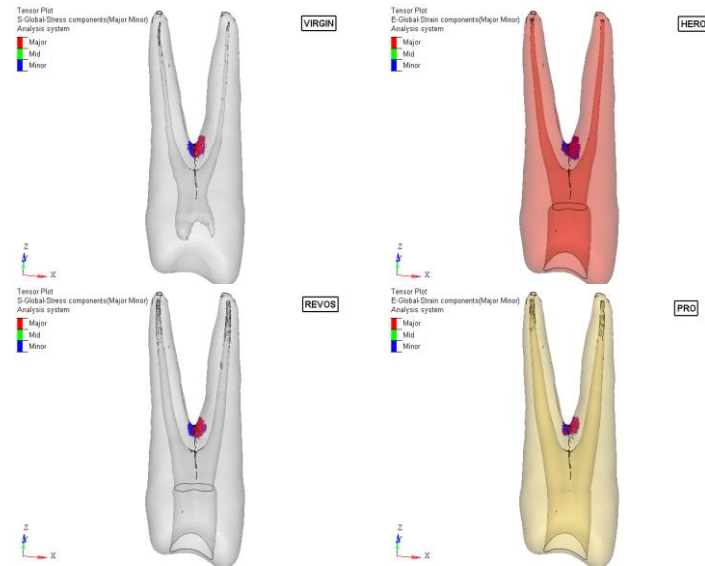 Tensor Plot
S-Global-Stress components(Major Minor)
Analysis system
Major
Mid
Minor
VIRGIN
Z
Y
X
Tensor Plot
E-Global-Strain components(Major Minor)
Analysis system
Major
Mid
Minor
HERO
Z
Y
X
Tensor Plot
S-Global-Stress components(Major Minor)
Analysis system
Major
Mid
Minor
REVOS
Z
Y
X
Tensor Plot
E-Global-Strain components(Major Minor)
Analysis system
Major
Mid
Minor
PRO
Z
Y
X